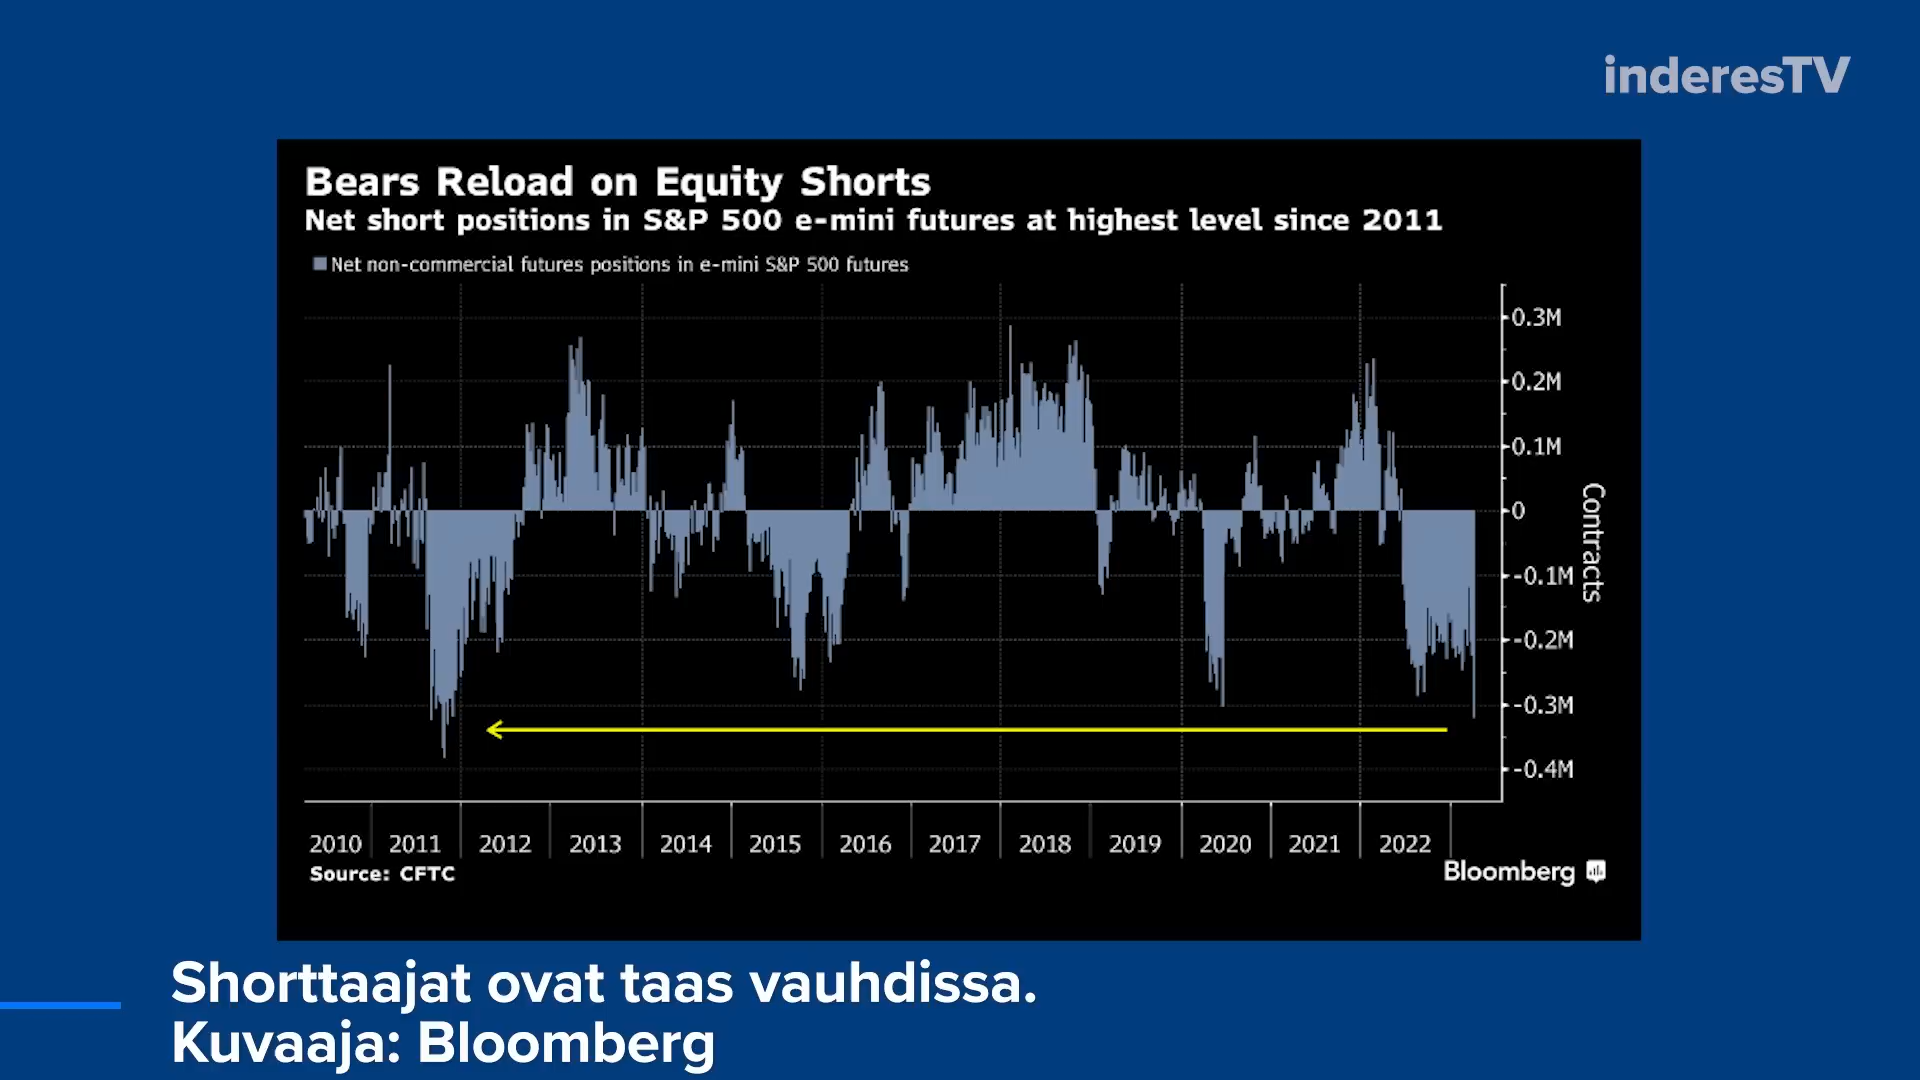 inderesTV
Bears Reload on Equity Shorts
Net short positions in S&P 500 e-mini futures at highest level since 2011
Net non-commercial futures positions in e-mini S&P 500 futures
0.3M
0.2M
0.1M
0
-0.1M
-0.2M
-0.3M
-0.4M
Contracts
2010 2011 2012 2013 2014 2015 2016 2017 2018 2019 2020 2021 2022
Source: CFTC
Bloomberg
Shorttaajat ovat taas vauhdissa.
Kuvaaja: Bloomberg